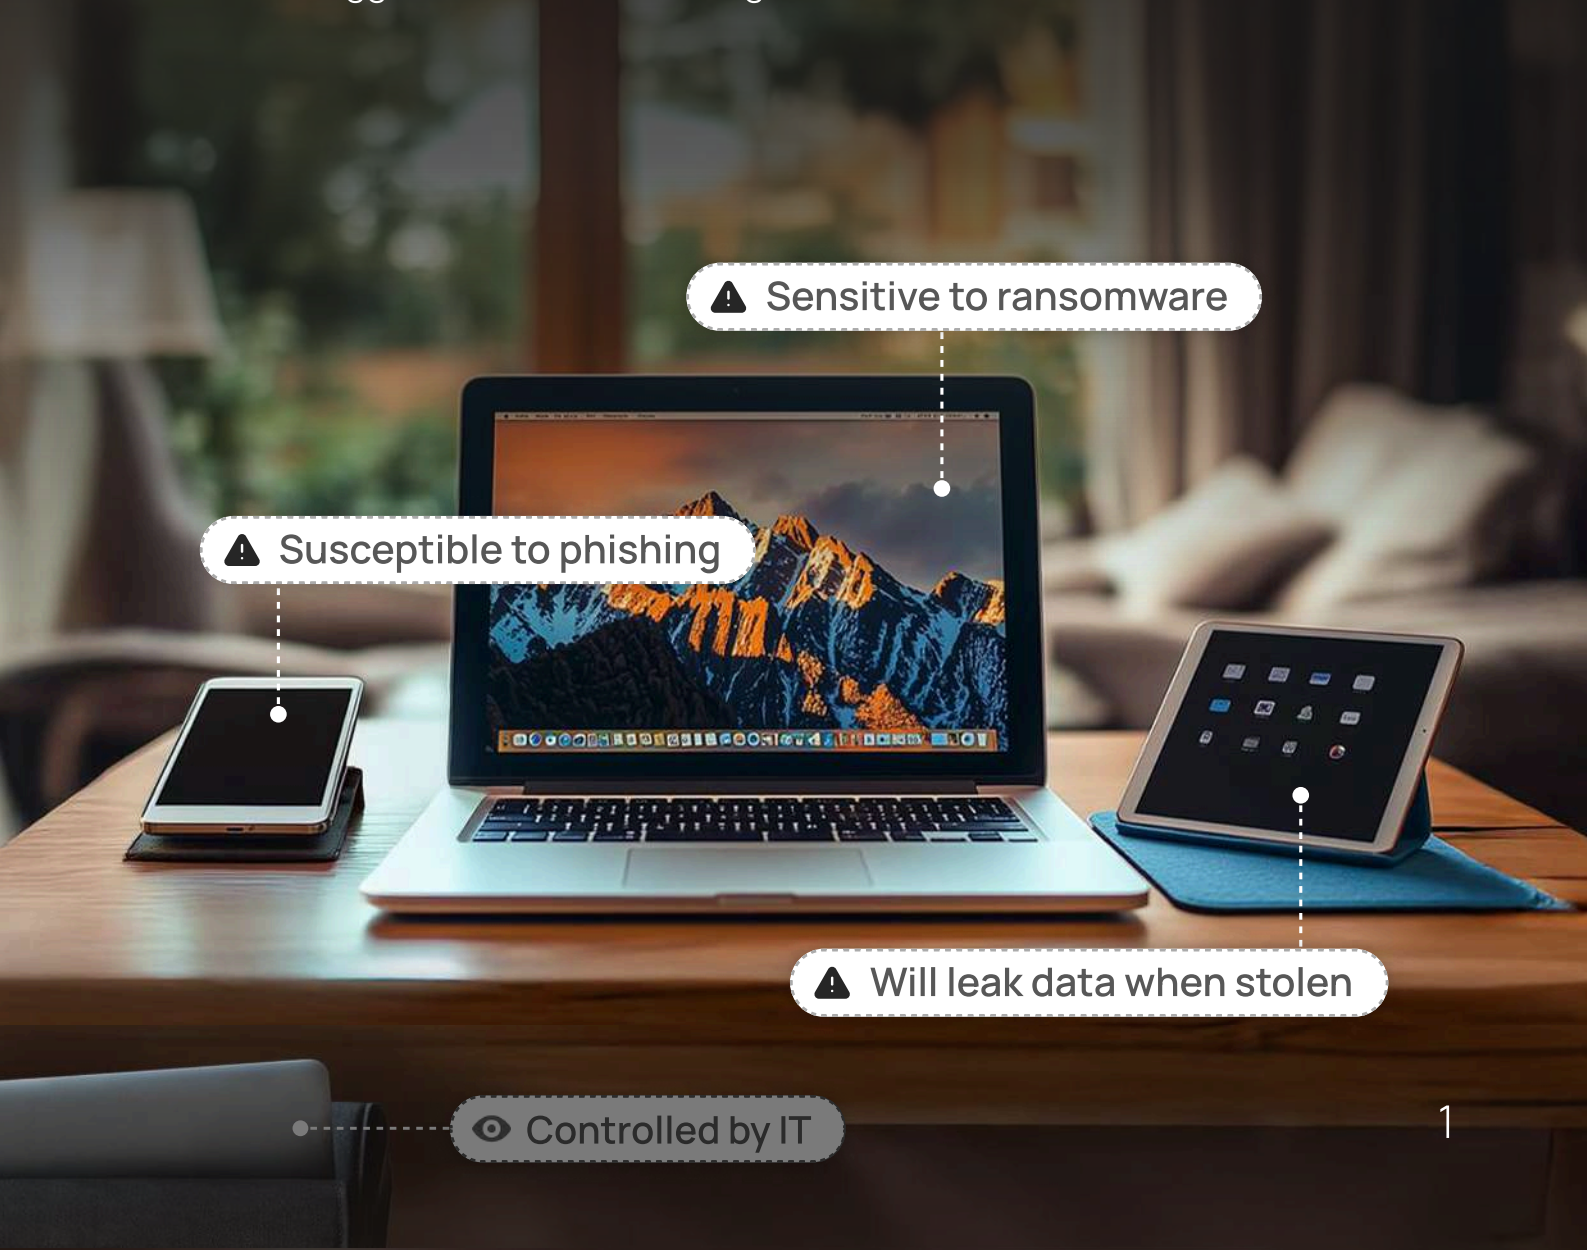 Sensitive to ransomware
Susceptible to phishing
Will leak data when stolen
Controlled by IT
1